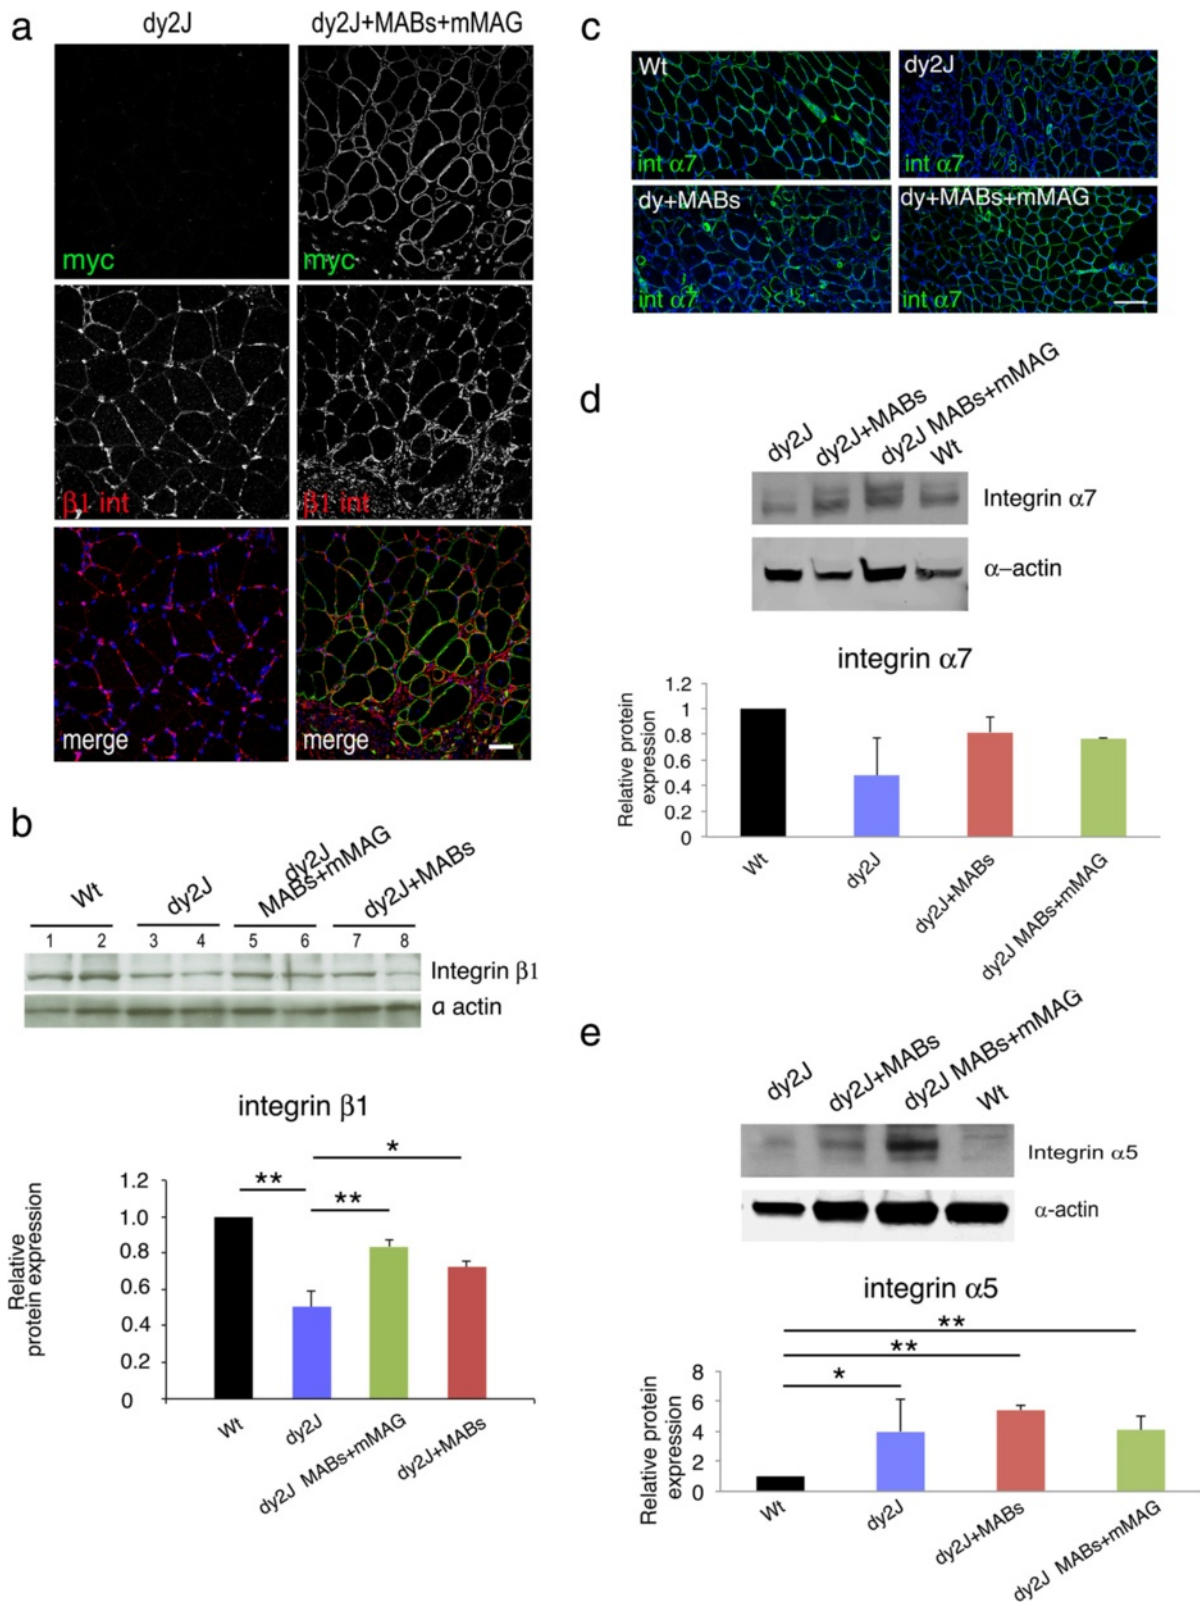 a
dy2J
dy2J+MABs+mMAG
myc
myc
β1 int
β1 int
merge
merge
b
Wt
dy2J
dy2J
MABs+mMAG
dy2J+MABs
1 2 3 4 5 6 7 8
Integrin β1
α actin
integrin β1
Relative
protein expression
1.2
1.0
0.8
0.6
0.4
0.2
0
**
**
*
Wt
dy2J
dy2J MABs+mMAG
dy2J+MABs
c
Wt
int α7
dy2J
int α7
dy+MABs
int α7
dy+MABs+mMAG
int α7
d
dy2J
dy2J+MABs
dy2J MABs+mMAG
Wt
Integrin α7
α–actin
integrin α7
Relative protein
expression
1.2
1
0.8
0.6
0.4
0.2
0
Wt
dy2J
dy2J+MABs
dy2J MABs+mMAG
e
dy2J
dy2J+MABs
dy2J MABs+mMAG
Wt
Integrin α5
α-actin
integrin α5
Relative protein
expression
8
6
4
2
0
**
**
*
Wt
dy2J
dy2J+MABs
dy2J MABs+mMAG